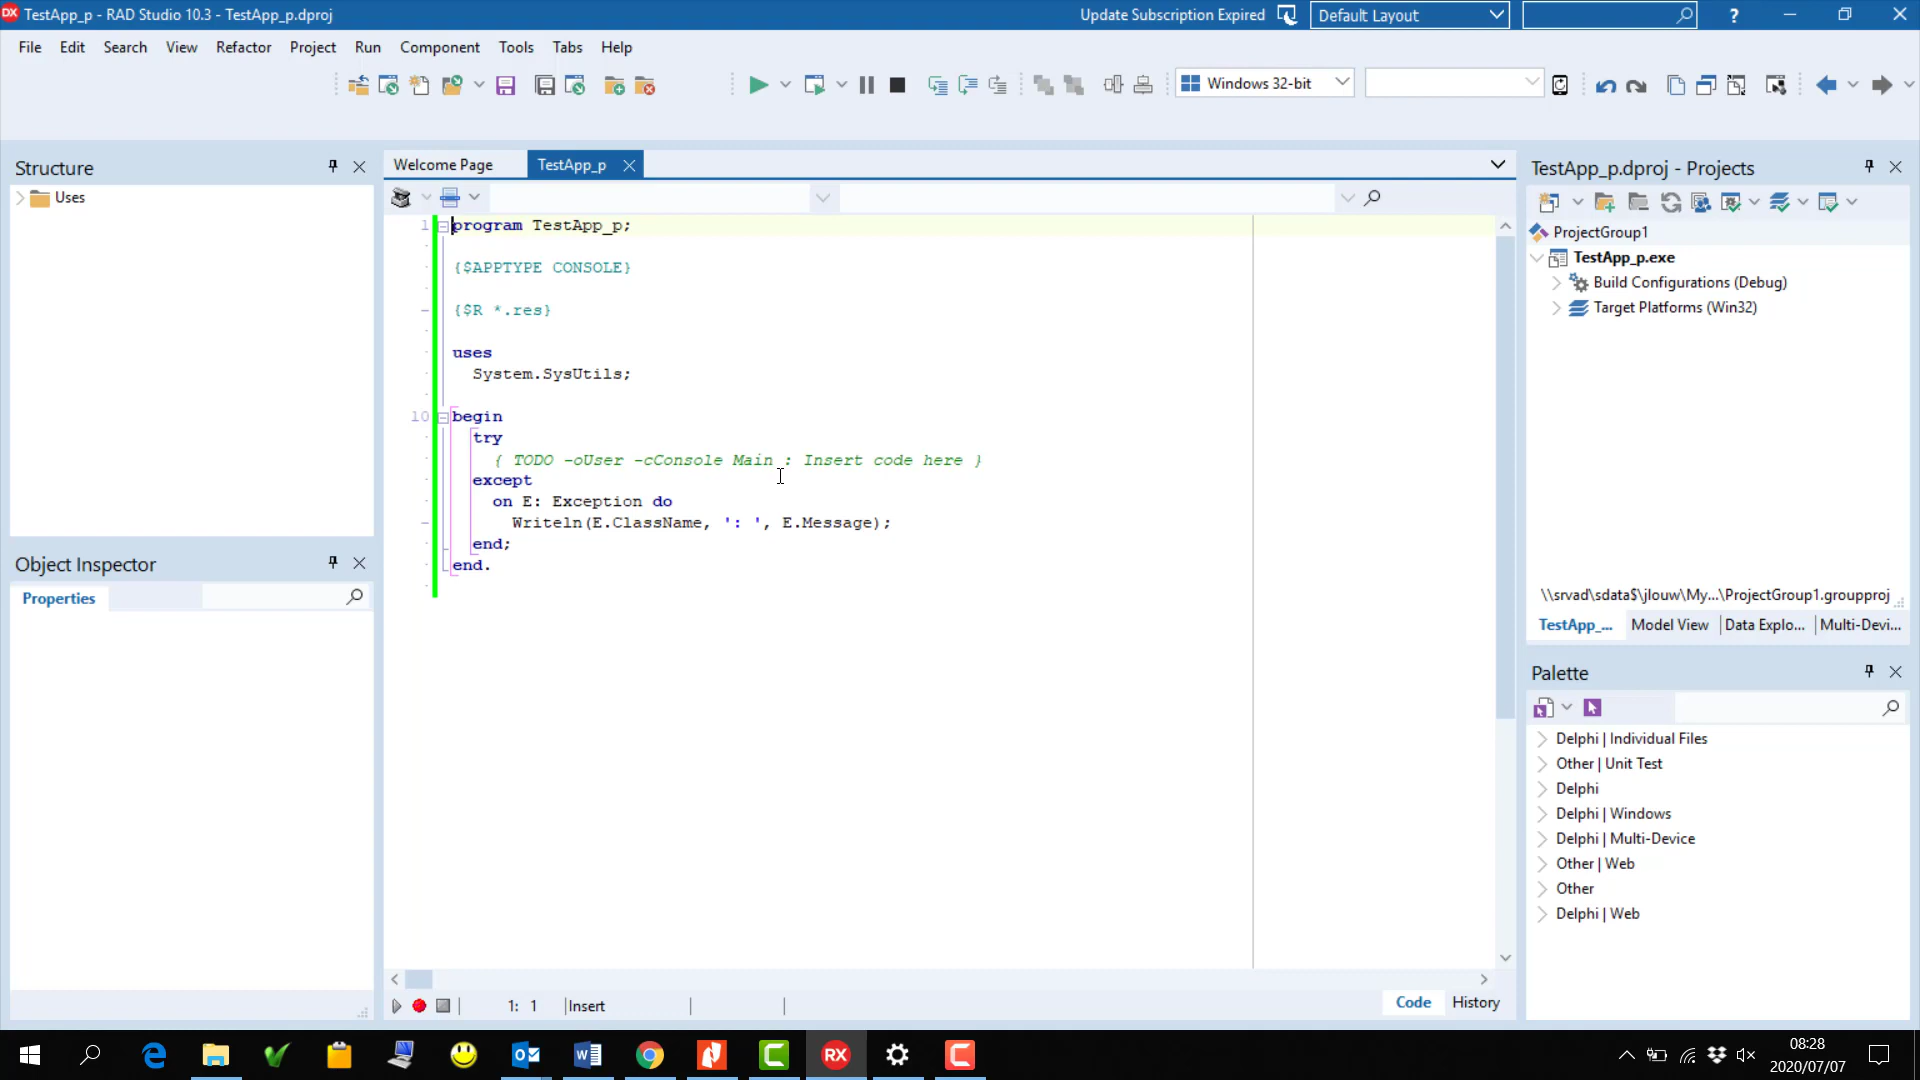 TestApp_p - RAD Studio 10.3 - TestApp_p.dproj
Update Subscription Expired
Default Layout
?
File Edit Search View Refactor Project Run Component Tools Tabs Help
Windows 32-bit
Structure
Uses
Object Inspector
Properties
Welcome Page
TestApp_p
1 program TestApp_p;
{$APPTYPE CONSOLE}
{$R *.res}
uses
System.SysUtils;
10 begin
try
{ TODO -oUser -cConsole Main : Insert code here }
except
on E: Exception do
Writeln(E.ClassName, ': ', E.Message);
end;
end.
1: 1 Insert
Code History
TestApp_p.dproj - Projects
ProjectGroup1
TestApp_p.exe
Build Configurations (Debug)
Target Platforms (Win32)
\\srvad\sdata$\jlouw\My...\ProjectGroup1.groupproj
TestApp_... Model View Data Explo... Multi-Devi...
Palette
Delphi | Individual Files
Other | Unit Test
Delphi
Delphi | Windows
Delphi | Multi-Device
Other | Web
Other
Delphi | Web
08:28
2020/07/07